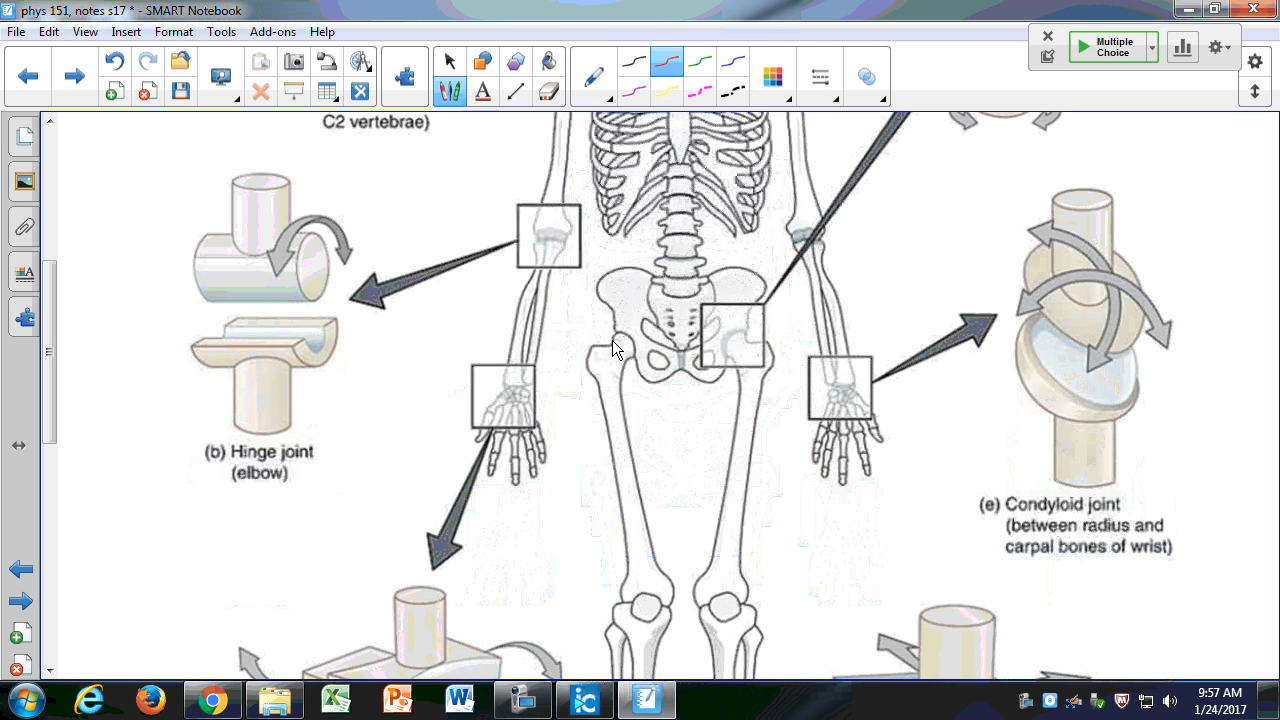 phys 151, notes s17 * - SMART Notebook
File Edit View Insert Format Tools Add-ons Help
Multiple
Choice
C2 vertebrae)
(b) Hinge joint
(elbow)
(e) Condyloid joint
(between radius and
carpal bones of wrist)
9:57 AM
1/24/2017